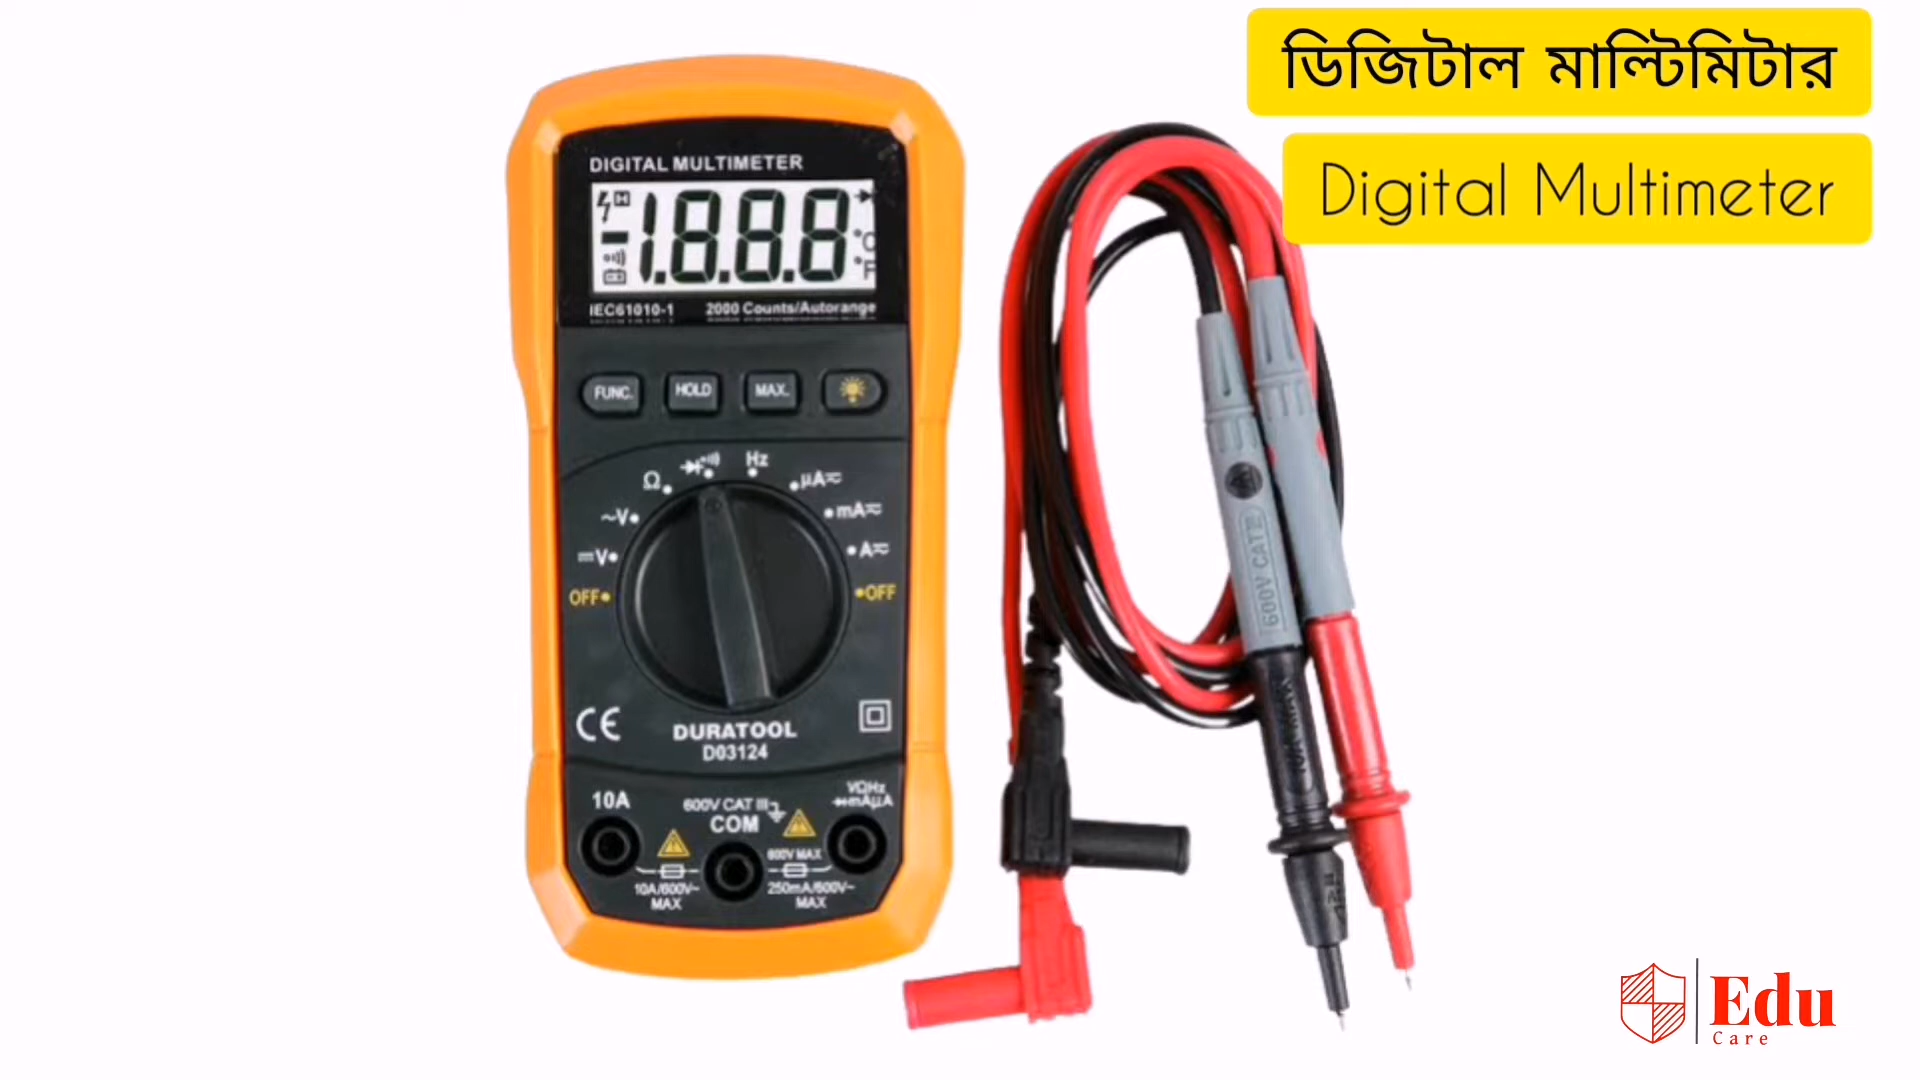 ডিজিটাল মাল্টিমিটার
Digital Multimeter
DIGITAL MULTIMETER
-1.8.8.8
°C
°F
IEC61010-1 2000 Counts/Autorange
FUNC. HOLD MAX.
Hz
Ω
µA
~V
mA
V
A
OFF
OFF
CE
DURATOOL
D03124
10A
600V CAT III
COM
VΩHz
mAµA
600V MAX
10A/600V~
MAX
250mA/600V~
MAX
600V CAT III
Edu
Care